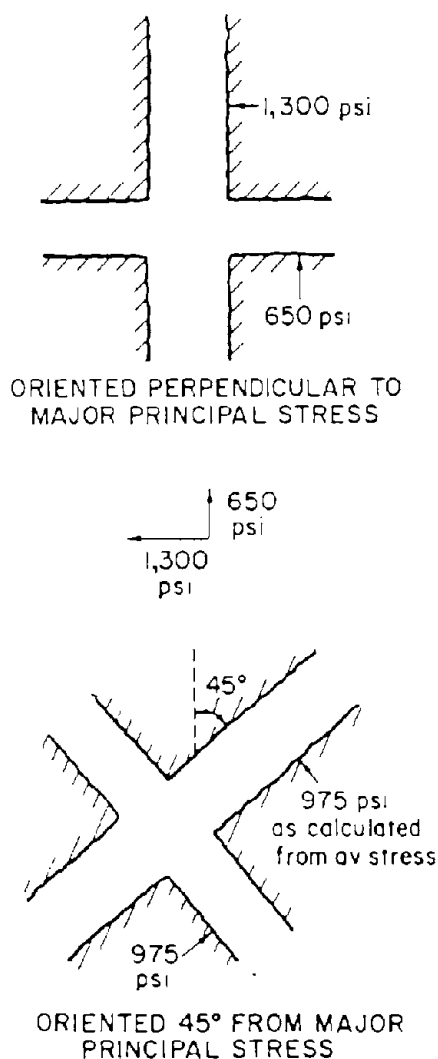 1,300 psi
650 psi
ORIENTED PERPENDICULAR TO
MAJOR PRINCIPAL STRESS
650
psi
1,300
psi
45°
975 psi
as calculated
from av stress
975
psi
ORIENTED 45° FROM MAJOR
PRINCIPAL STRESS